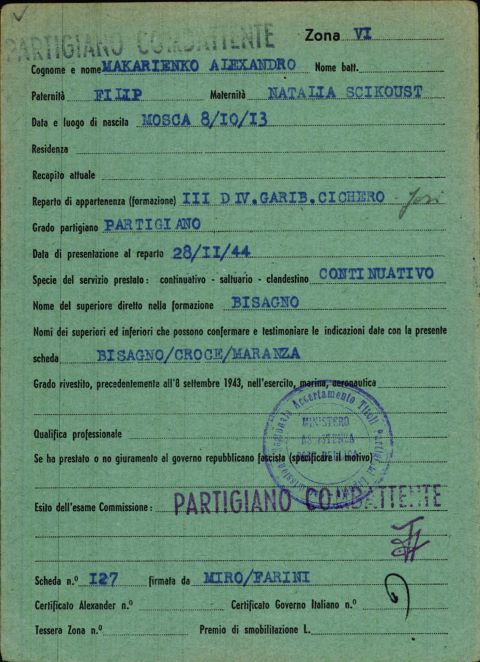 PARTIGIANO COMBATTENTE
Zona VI
Cognome e nome MAKARIENKO ALEXANDRO Nome batt.
Paternità FILIP Maternità NATALIA SCIKOUST
Data e luogo di nascita MOSCA 8/10/13
Residenza
Recapito attuale
Reparto di appartenenza (formazione) III DIV.GARIB.CICHERO
Grado partigiano PARTIGIANO
Data di presentazione al reparto 28/11/44
Specie del servizio prestato: continuativo - saltuario - clandestino CONTINUATIVO
Nome del superiore diretto nella formazione BISAGNO
Nomi dei superiori ed inferiori che possono confermare e testimoniare le indicazioni date con la presente
scheda BISAGNO/CROCE/MARANZA
Grado rivestito, precedentemente all'8 settembre 1943, nell'esercito, marina, aeronautica
Accertamento Titoli
MINISTERO
Qualifica professionale
Se ha prestato o no giuramento al governo repubblicano fascista (specificare il motivo)
Esito dell'esame Commissione: PARTIGIANO COMBATTENTE
Scheda n.º 127 firmata da MIRO/FARINI
Certificato Alexander n.º Certificato Governo Italiano n.º
Tessera Zona n.º Premio di smobilitazione L.